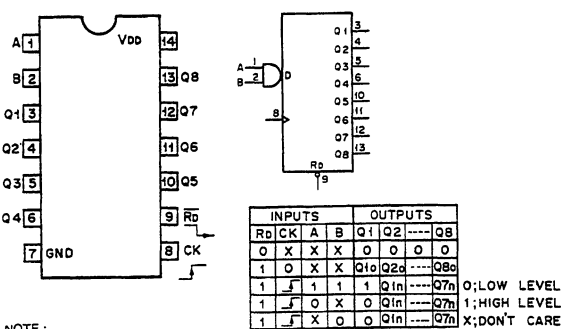 A 1
VDD 14
B 2
13 Q8
Q1 3
12 Q7
Q2 4
11 Q6
Q3 5
10 Q5
Q4 6
9 RD
7 GND
8 CK
A 1
B 2
D
8
Q1 3
Q2 4
Q3 5
Q4 6
Q5 10
Q6 11
Q7 12
Q8 13
RD
9
INPUTS OUTPUTS
RD CK A B Q1 Q2 ---- Q8
0 X X X 0 0 0 0
1 0 X X Q10 Q20 ---- Q80
1 1 1 1 Q1n ---- Q7n 0;LOW LEVEL
1 0 X 0 Q1n ---- Q7n 1;HIGH LEVEL
1 X 0 0 Q1n ---- Q7n X;DON'T CARE
NOTE: